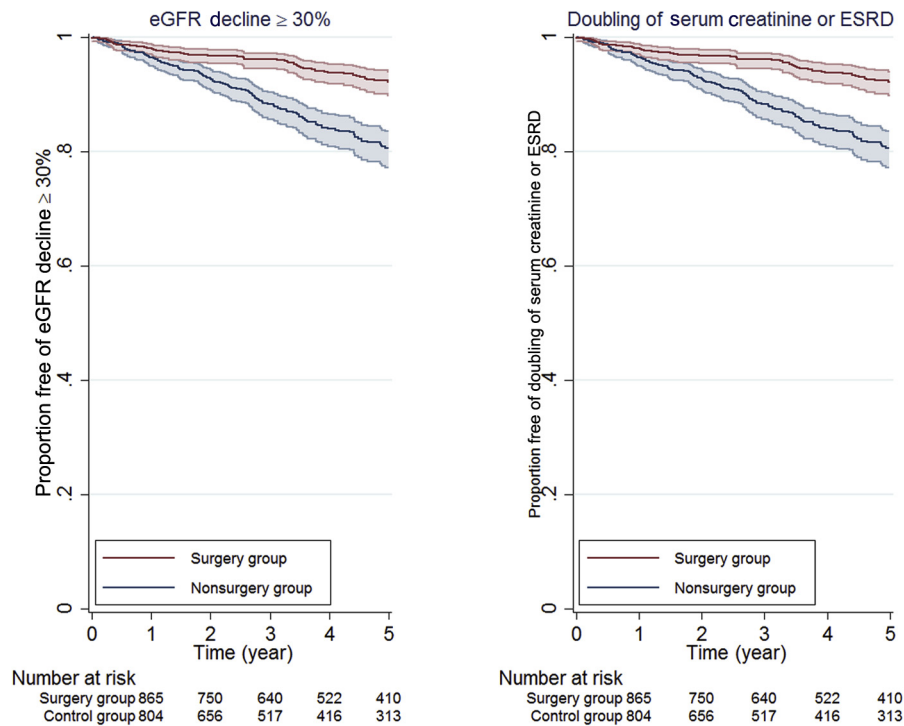 eGFR decline ≥ 30%
Proportion free of eGFR decline ≥ 30%
1
.8
.6
.4
.2
0
Surgery group
Nonsurgery group
0 1 2 3 4 5
Time (year)
Number at risk
Surgery group 865 750 640 522 410
Control group 804 656 517 416 313
Doubling of serum creatinine or ESRD
Proportion free of doubling of serum creatinine or ESRD
1
.8
.6
.4
.2
0
Surgery group
Nonsurgery group
0 1 2 3 4 5
Time (year)
Number at risk
Surgery group 865 750 640 522 410
Control group 804 656 517 416 313